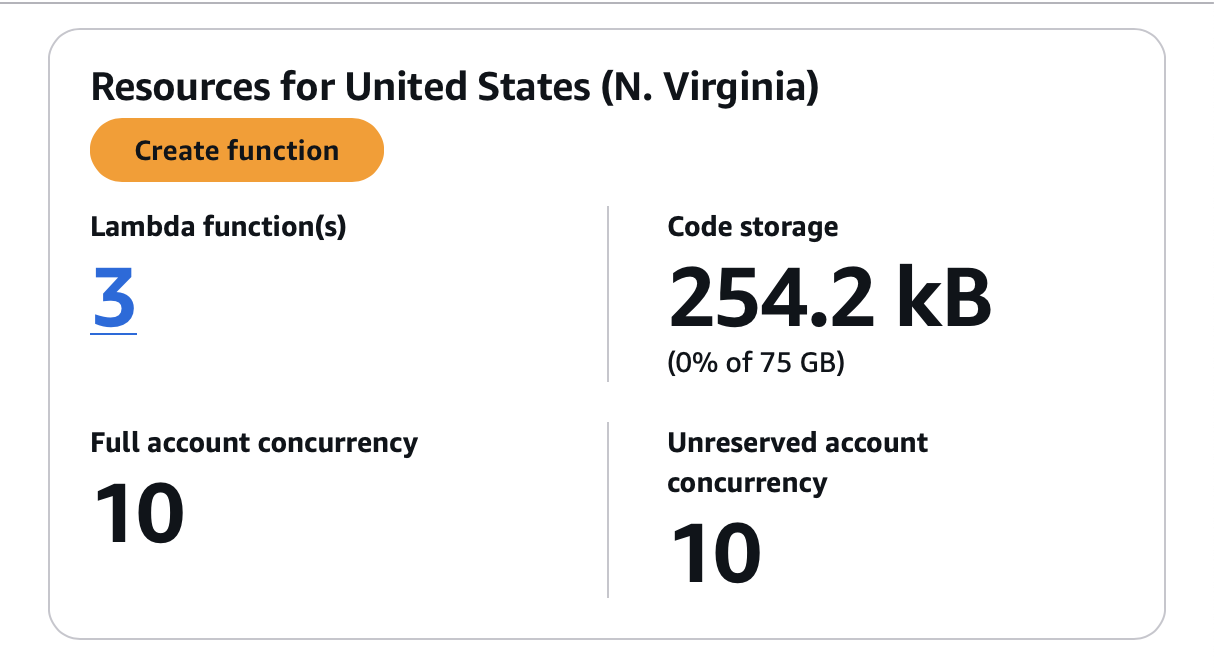 Resources for United States (N. Virginia)
Create function
Lambda function(s)
3
Code storage
254.2 kB
(0% of 75 GB)
Full account concurrency
10
Unreserved account
concurrency
10